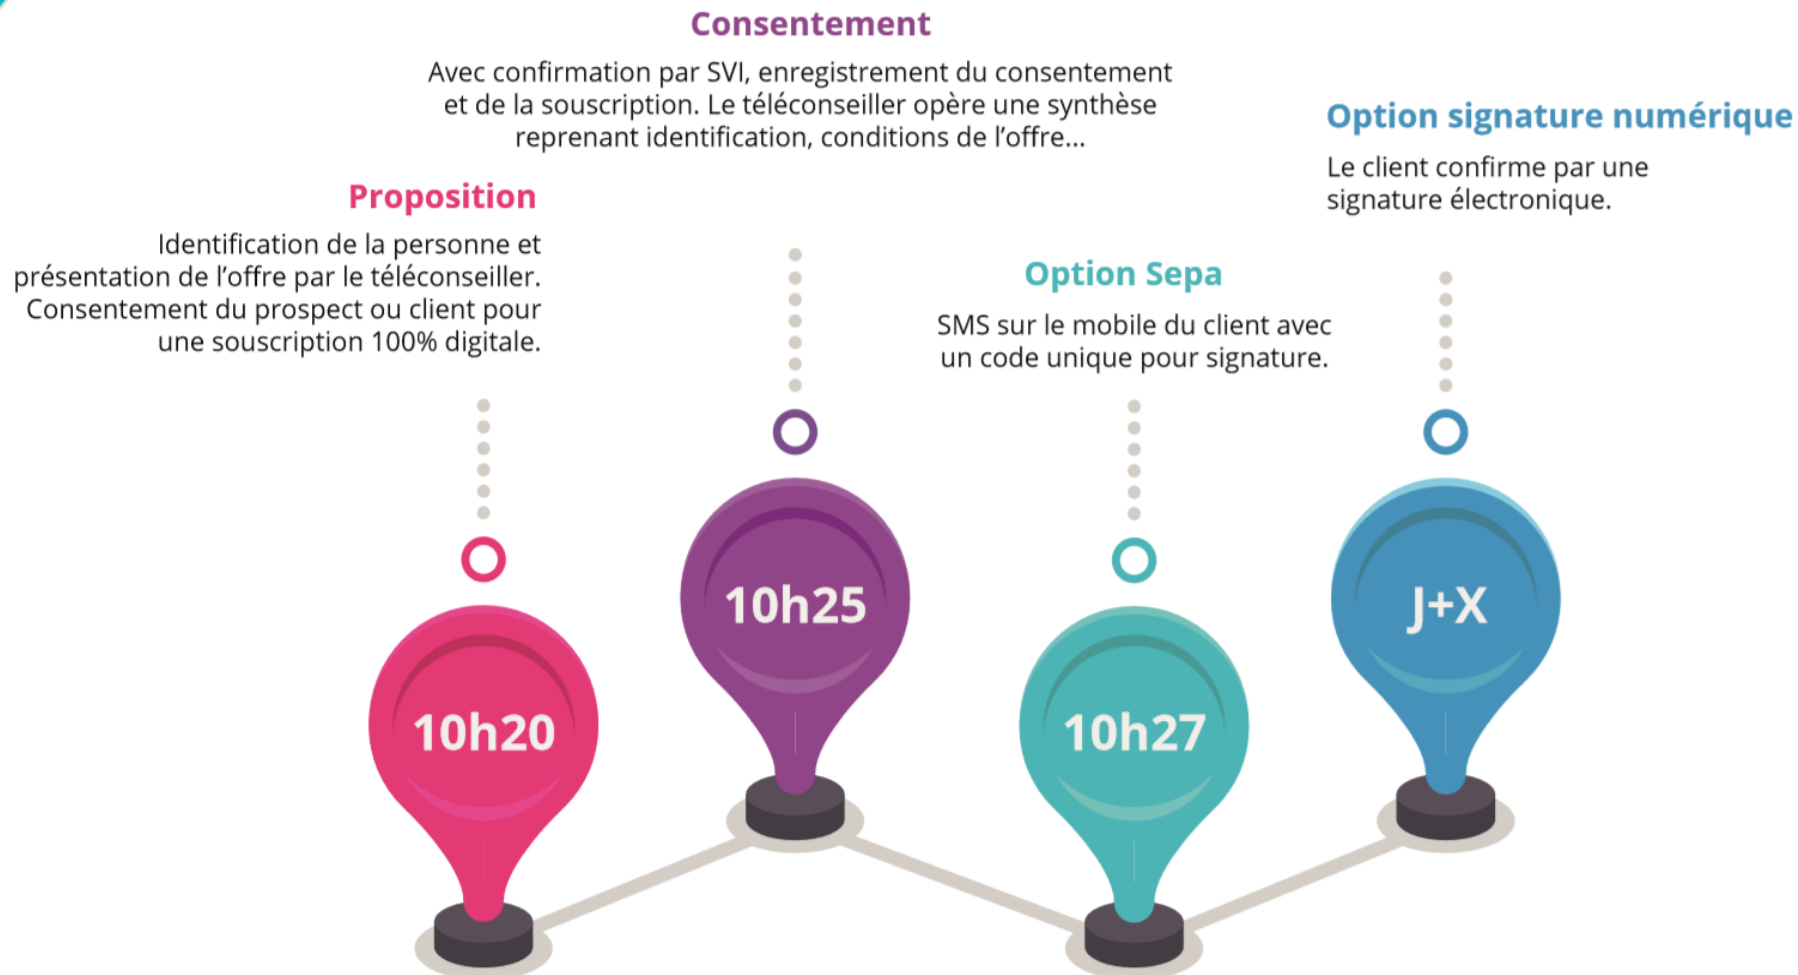 Consentement
Avec confirmation par SVI, enregistrement du consentement
et de la souscription. Le téléconseiller opère une synthèse
reprenant identification, conditions de l’offre...
Option signature numérique
Le client confirme par une
signature électronique.
Proposition
Identification de la personne et
présentation de l’offre par le téléconseiller.
Consentement du prospect ou client pour
une souscription 100% digitale.
Option Sepa
SMS sur le mobile du client avec
un code unique pour signature.
10h20
10h25
10h27
J+X